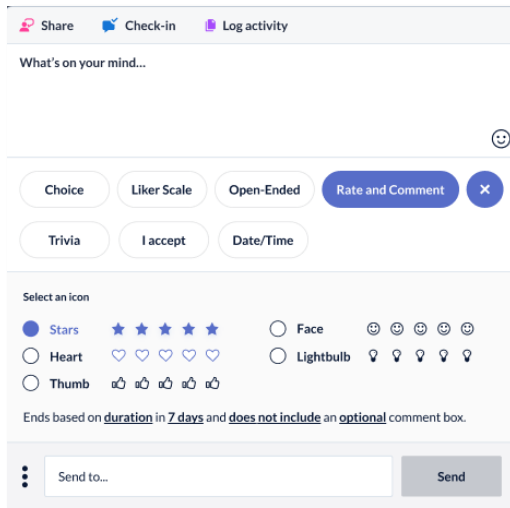 Share Check-in Log activity
What's on your mind...
Choice Liker Scale Open-Ended Rate and Comment ×
Trivia I accept Date/Time
Select an icon
Stars Face
Heart Lightbulb
Thumb
Ends based on duration in 7 days and does not include an optional comment box.
Send to... Send